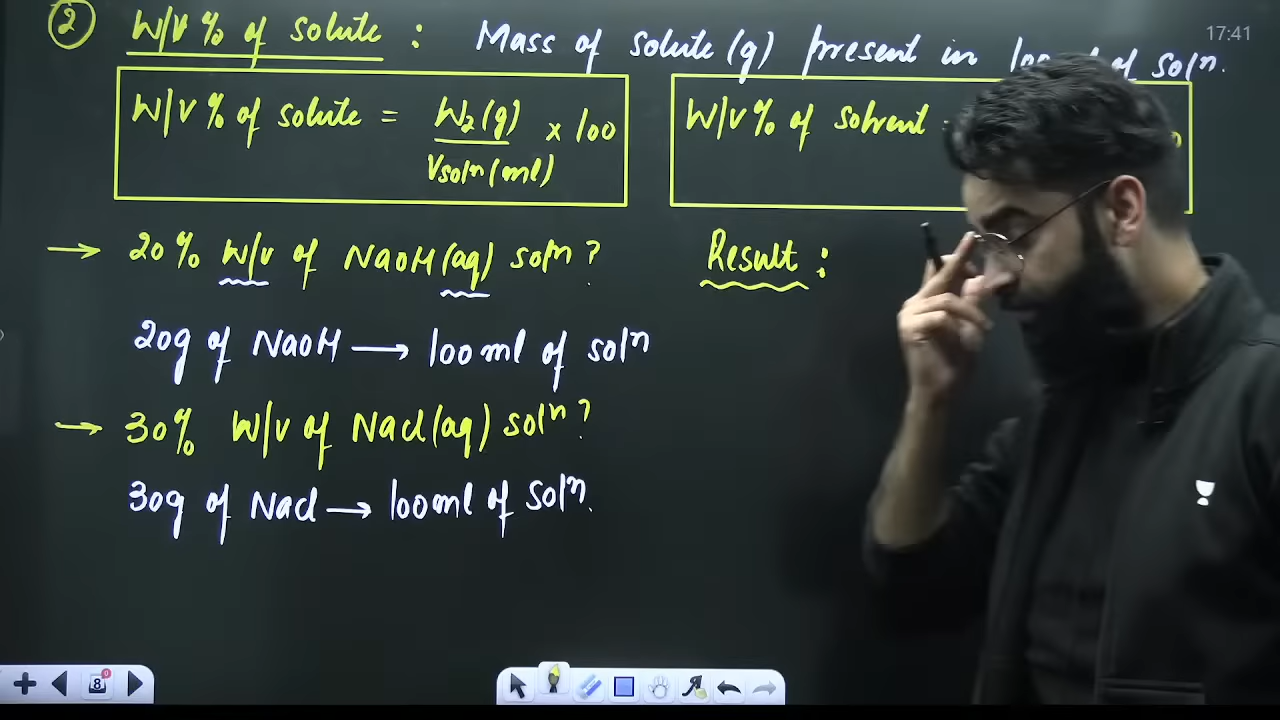 17:41
② W/V % of solute : Mass of solute (g) present in of solⁿ.
W/V % of solute = W₂(g) / Vsolⁿ(ml) × 100
W/V% of solvent
→ 20% W/V of NaOH(aq) solⁿ?
Result :
20g of NaOH → 100 ml of solⁿ
→ 30% W/V of Nacl(aq) solⁿ?
30g of Nacl → 100ml of solⁿ.
8